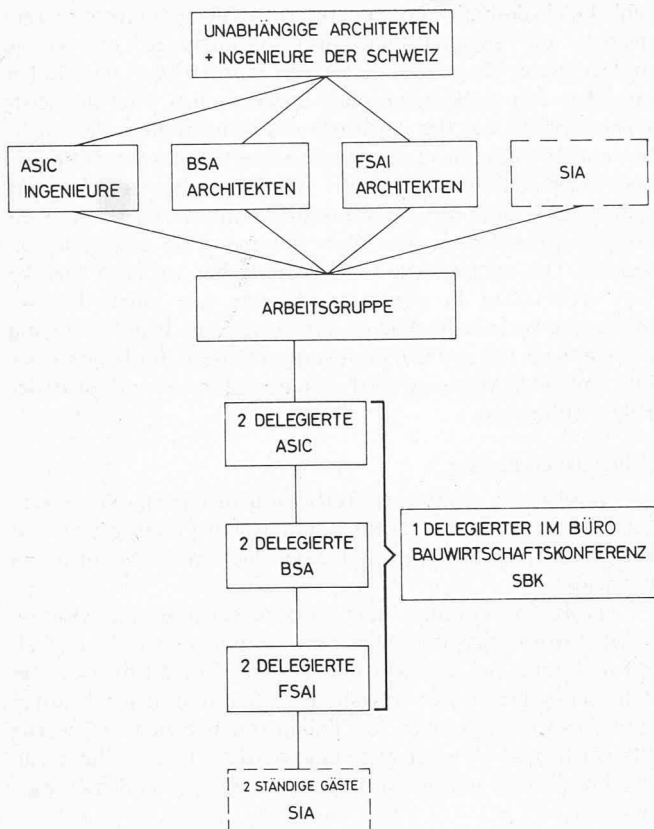 UNABHÄNGIGE ARCHITEKTEN
+ INGENIEURE DER SCHWEIZ
ASIC
INGENIEURE
BSA
ARCHITEKTEN
FSAI
ARCHITEKTEN
SIA
ARBEITSGRUPPE
2 DELEGIERTE
ASIC
2 DELEGIERTE
BSA
1 DELEGIERTER IM BÜRO
BAUWIRTSCHAFTSKONFERENZ
SBK
2 DELEGIERTE
FSAI
2 STÄNDIGE GÄSTE
SIA